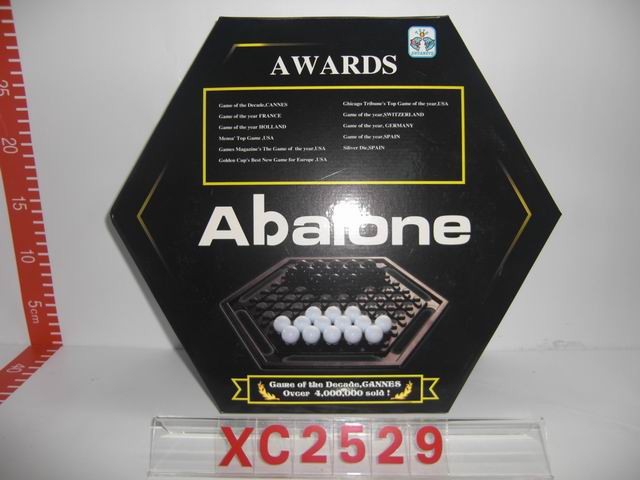 AWARDS
Game of the Decade,CANNES
Game of the year FRANCE
Game of the year HOLLAND
Mensa' Top Game ,USA
Games Magazine's The Game of the year,USA
Golden Cup's Best New Game for Europe ,USA
Chicago Tribune's Top Game of the year,USA
Game of the year,SWITZERLAND
Game of the year, GERMANY
Game of the year,SPAIN
Siliver Die,SPAIN
Abalone
Game of the Decade,CANNES
Ovcer 4,000,000 sold !
XC2529
25
20
15
10
5cm